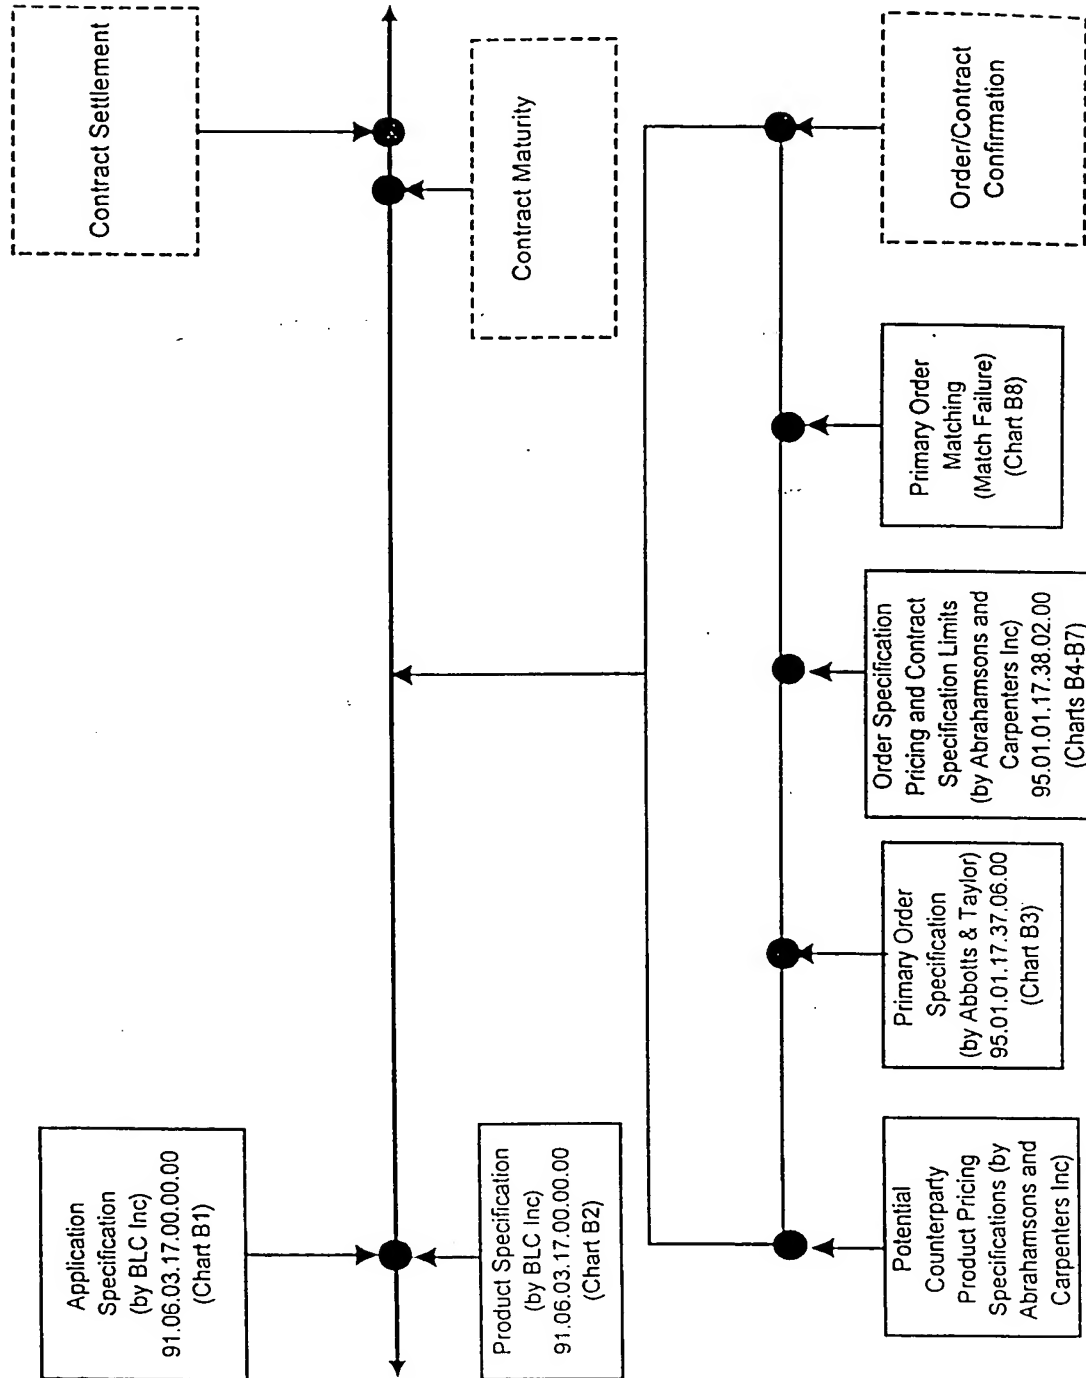 Application
Specification
(by BLC Inc)
91.06.03.17.00.00.00
(Chart B1)
Contract Settlement
Product Specification
(by BLC Inc)
91.06.03.17.00.00.00
(Chart B2)
Contract Maturity
Potential
Counterparty
Product Pricing
Specifications (by
Abrahamsons and
Carpenters Inc)
Primary Order
Specification
(by Abbotts & Taylor)
95.01.01.17.37.06.00
(Chart B3)
Order Specification
Pricing and Contract
Specification Limits
(by Abrahamsons and
Carpenters Inc)
95.01.01.17.38.02.00
(Charts B4-B7)
Primary Order
Matching
(Match Failure)
(Chart B8)
Order/Contract
Confirmation